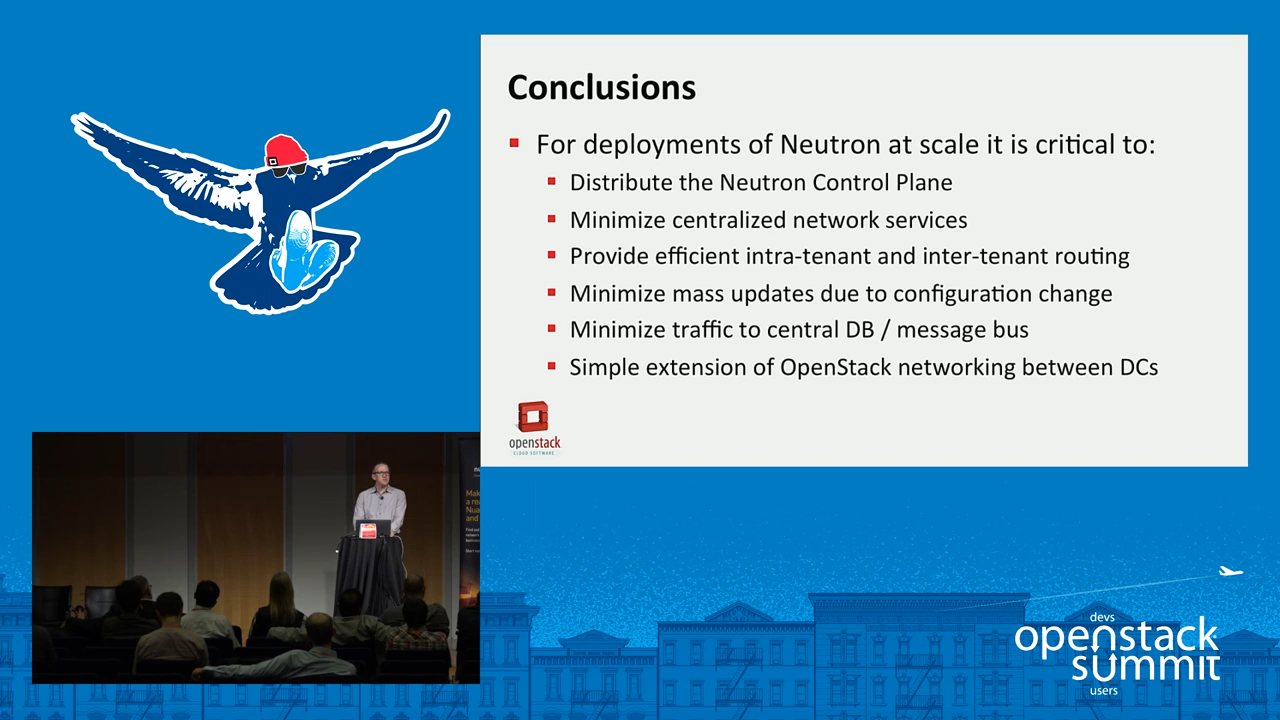 Conclusions
For deployments of Neutron at scale it is critical to:
Distribute the Neutron Control Plane
Minimize centralized network services
Provide efficient intra-tenant and inter-tenant routing
Minimize mass updates due to configuration change
Minimize traffic to central DB / message bus
Simple extension of OpenStack networking between DCs
openstack
CLOUD SOFTWARE
devs
openstack
summit
users